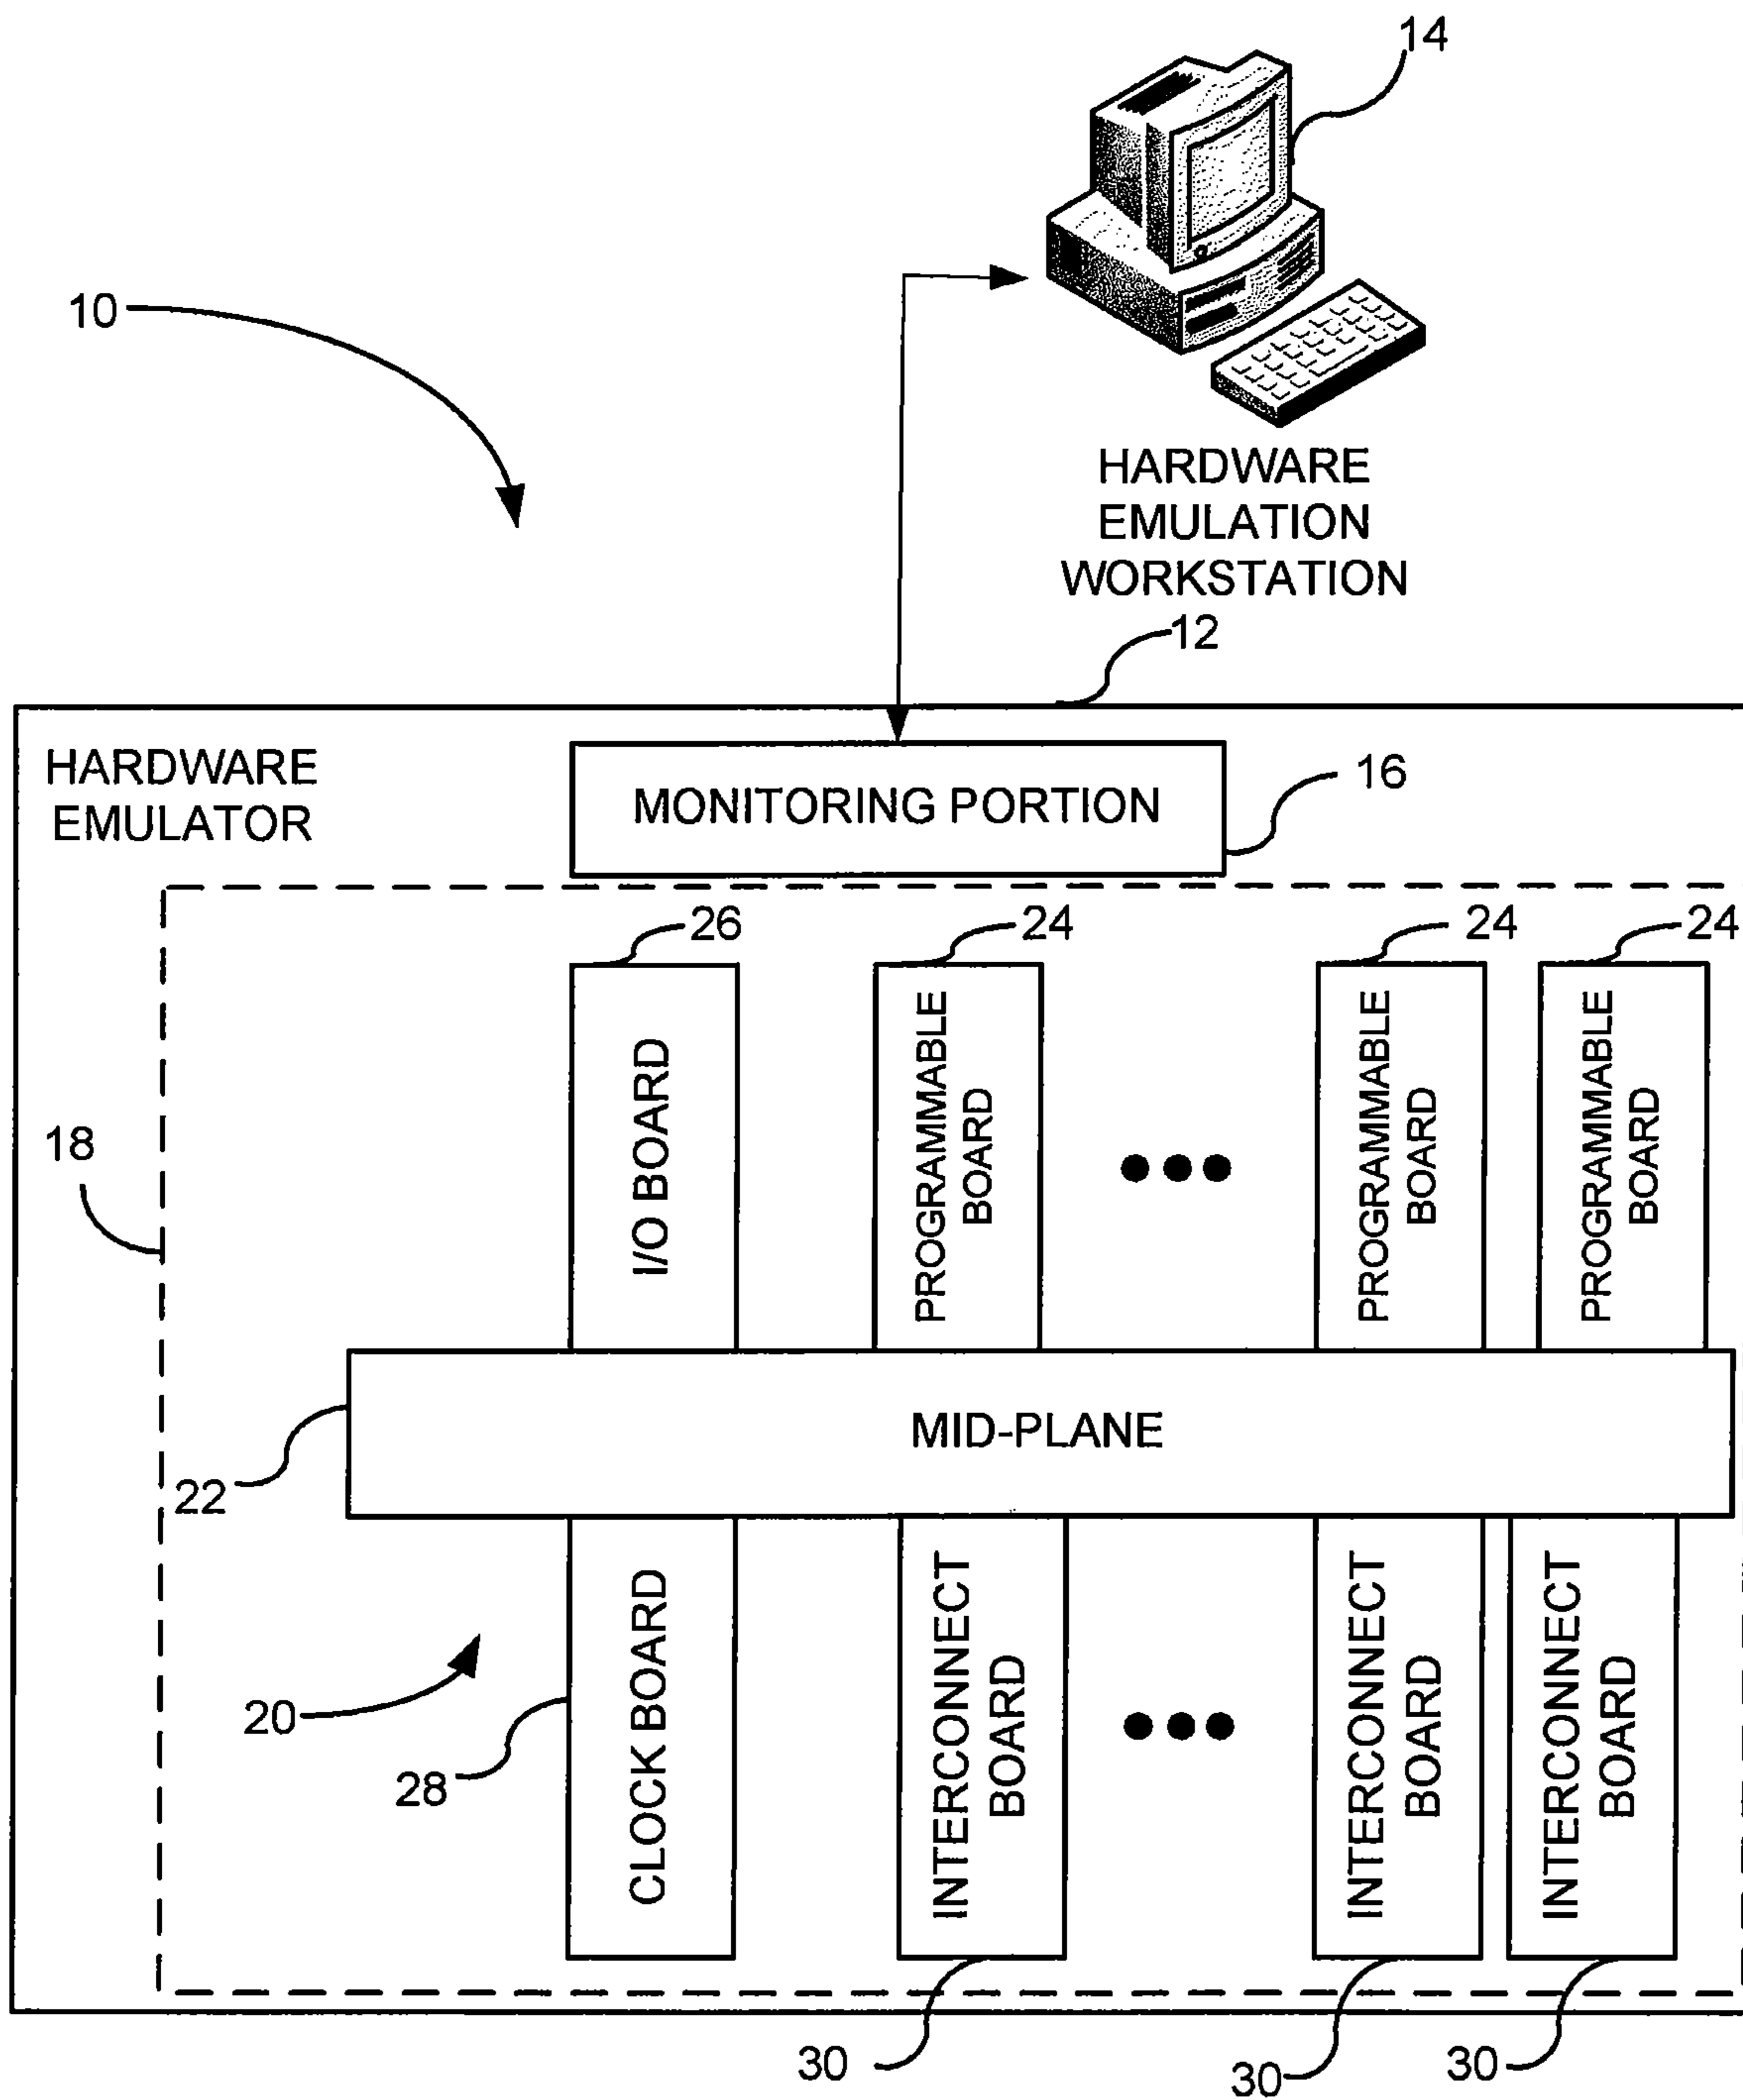 14
10
HARDWARE
EMULATION
WORKSTATION
12
HARDWARE
EMULATOR
MONITORING PORTION
16
26
24
24
24
I/O BOARD
PROGRAMMABLE
BOARD
PROGRAMMABLE
BOARD
PROGRAMMABLE
BOARD
18
MID-PLANE
22
CLOCK BOARD
INTERCONNECT
BOARD
INTERCONNECT
BOARD
INTERCONNECT
BOARD
20
28
30
30
30